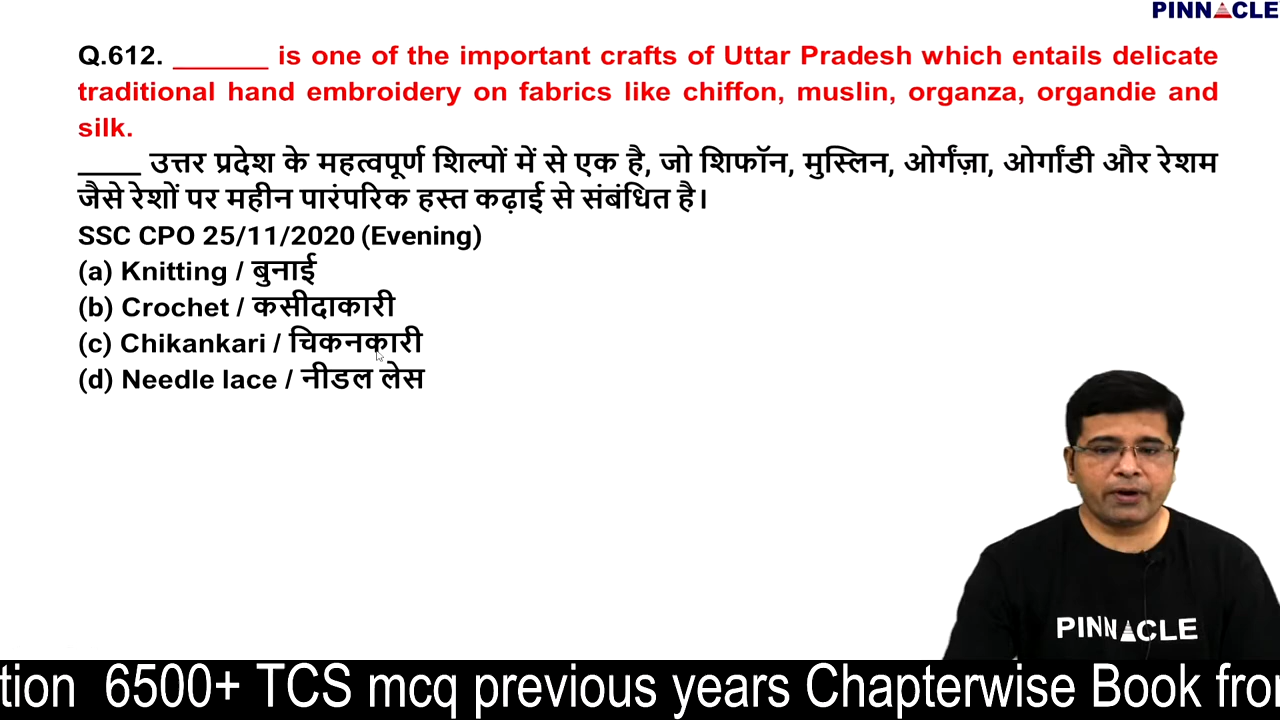 PINNACLE
Q.612. _______ is one of the important crafts of Uttar Pradesh which entails delicate
traditional hand embroidery on fabrics like chiffon, muslin, organza, organdie and
silk.
____ उत्तर प्रदेश के महत्वपूर्ण शिल्पों में से एक है, जो शिफॉन, मुस्लिन, ओर्गंज़ा, ओर्गांडी और रेशम
जैसे रेशों पर महीन पारंपरिक हस्त कढ़ाई से संबंधित है।
SSC CPO 25/11/2020 (Evening)
(a) Knitting / बुनाई
(b) Crochet / कसीदाकारी
(c) Chikankari / चिकनकारी
(d) Needle lace / नीडल लेस
PINNACLE
tion 6500+ TCS mcq previous years Chapterwise Book